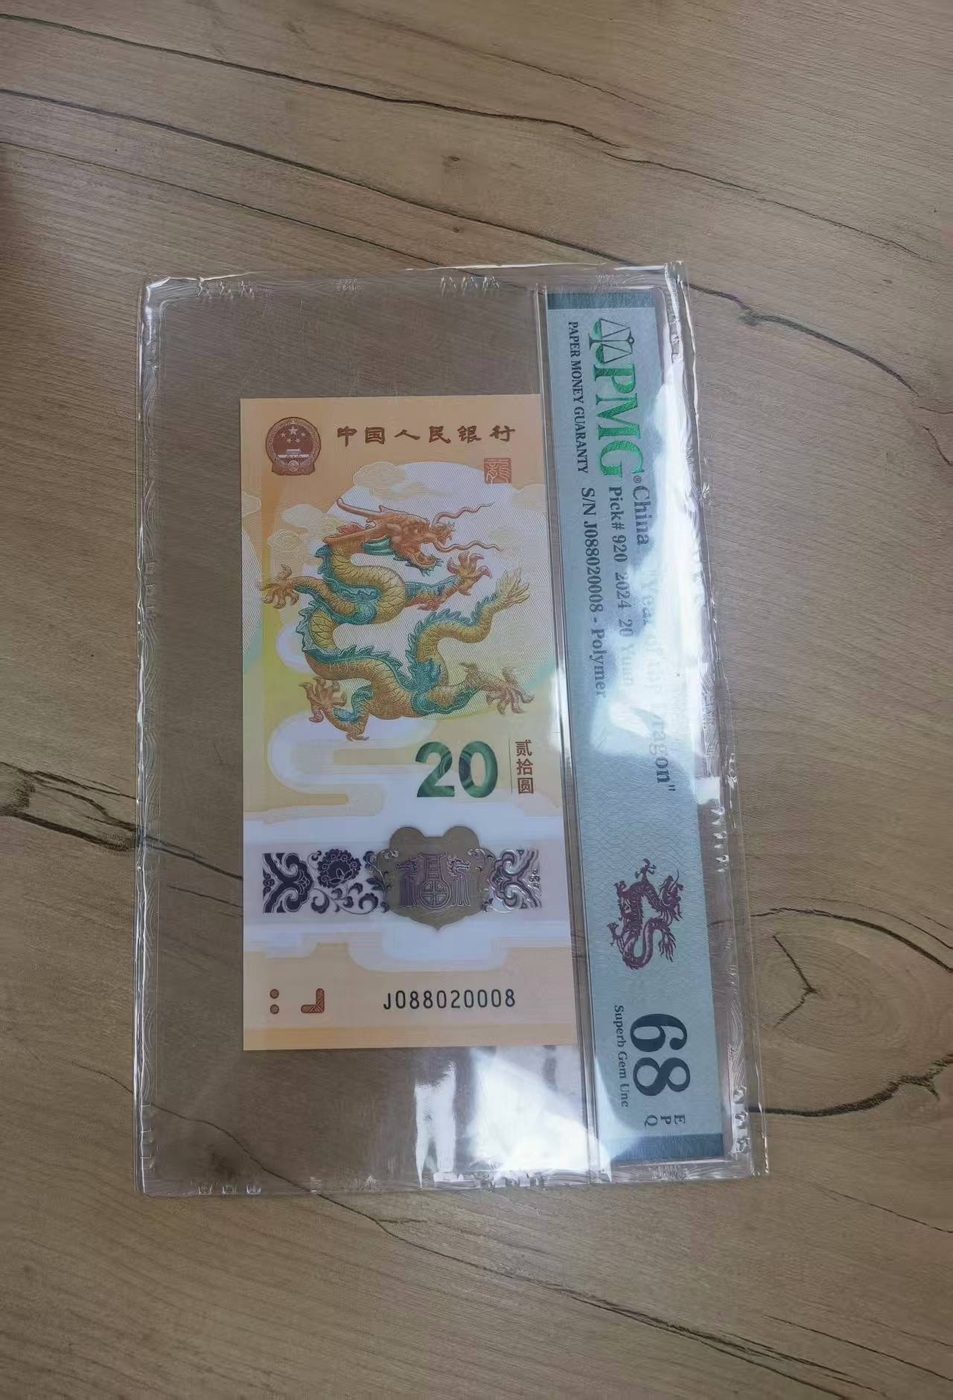 中国人民银行
20
贰拾圆
福
J088020008
PMG
PAPER MONEY GUARANTY
China
Pick# 920 2024 20 Yuan
"Year of the Dragon"
S/N J088020008 - Polymer
68
EPQ
Superb Gem Unc